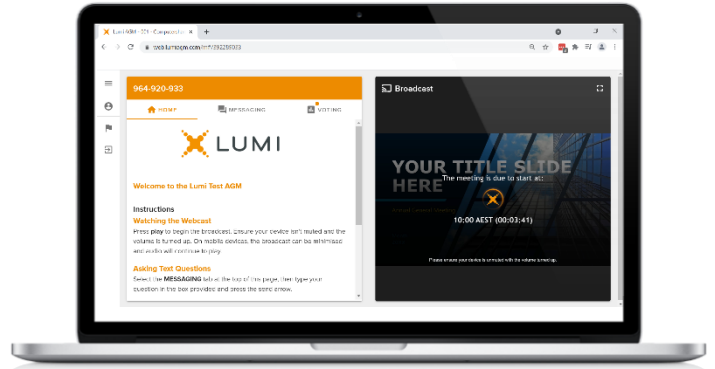 964-920-933
HOME
MESSAGING
VOTING
LUMI
Welcome to the Lumi Test AGM
Instructions
Watching the Webcast
Press play to begin the broadcast. Ensure your device isn't muted and the
volume is turned up. On mobile devices, the broadcast can be minimised
and audio will continue to play.
Asking Text Questions
Select the MESSAGING tab at the top of this page, then type your
question in the box provided and press the send arrow.
Broadcast
YOUR TITLE SLIDE
HERE
The meeting is due to start at:
10:00 AEST (00:03:41)
Please ensure your device is unmuted with the volume turned up.